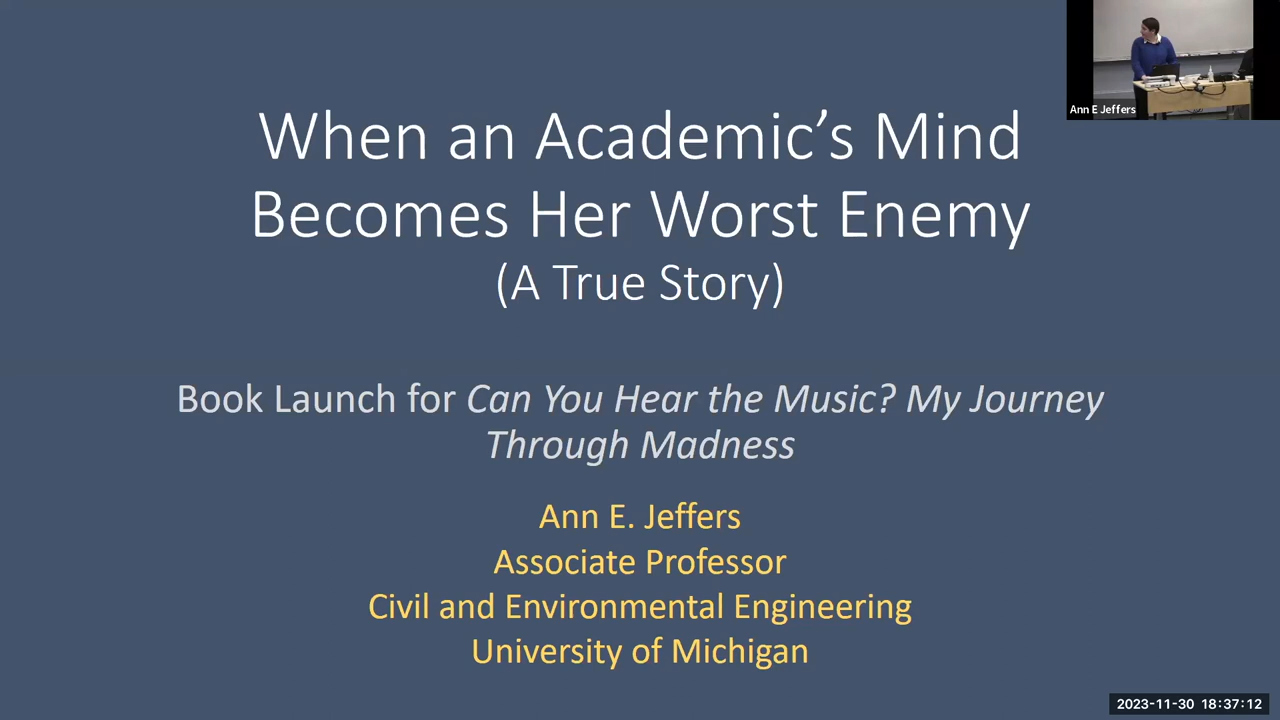 Ann E Jeffers
When an Academic’s Mind
Becomes Her Worst Enemy
(A True Story)
Book Launch for Can You Hear the Music? My Journey
Through Madness
Ann E. Jeffers
Associate Professor
Civil and Environmental Engineering
University of Michigan
2023-11-30 18:37:12